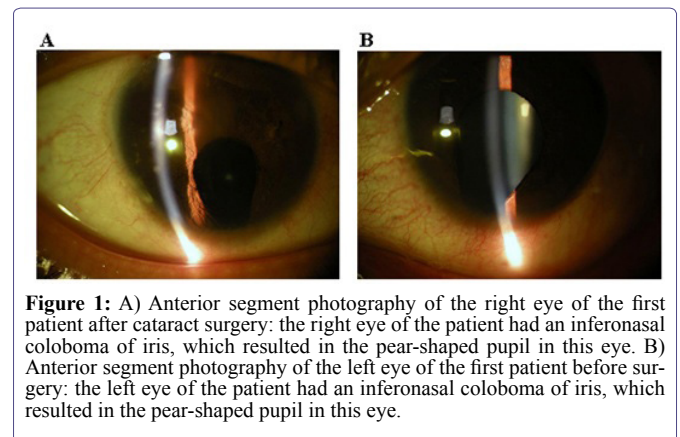 A
B
Figure 1: A) Anterior segment photography of the right eye of the first
patient after cataract surgery: the right eye of the patient had an inferonasal
coloboma of iris, which resulted in the pear-shaped pupil in this eye. B)
Anterior segment photography of the left eye of the first patient before sur-
gery: the left eye of the patient had an inferonasal coloboma of iris, which
resulted in the pear-shaped pupil in this eye.